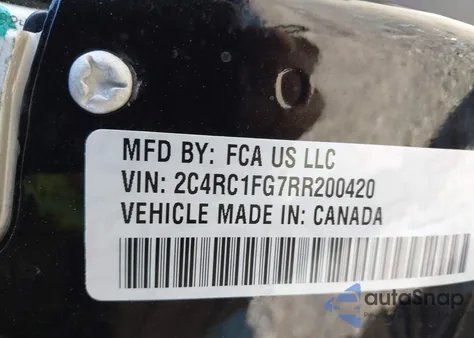 MFD BY: FCA US LLC
VIN: 2C4RC1FG7RR200420
VEHICLE MADE IN: CANADA
autoSnap